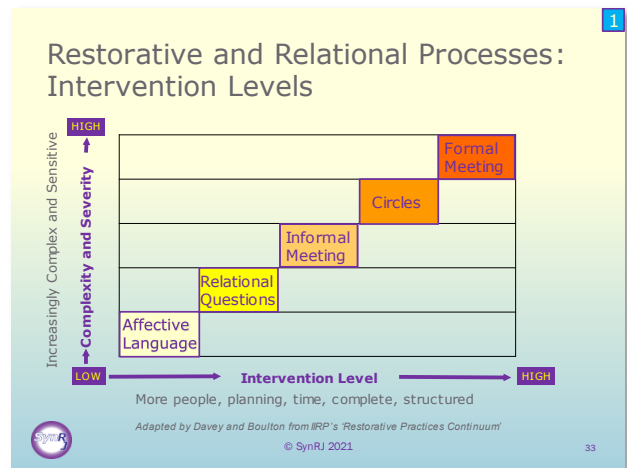 1
Restorative and Relational Processes:
Intervention Levels
HIGH
Increasingly Complex and Sensitive
Complexity and Severity
Formal
Meeting
Circles
Informal
Meeting
Relational
Questions
Affective
Language
LOW
Intervention Level
HIGH
More people, planning, time, complete, structured
Adapted by Davey and Boulton from IIRP's 'Restorative Practices Continuum'
SynRJ
© SynRJ 2021
33